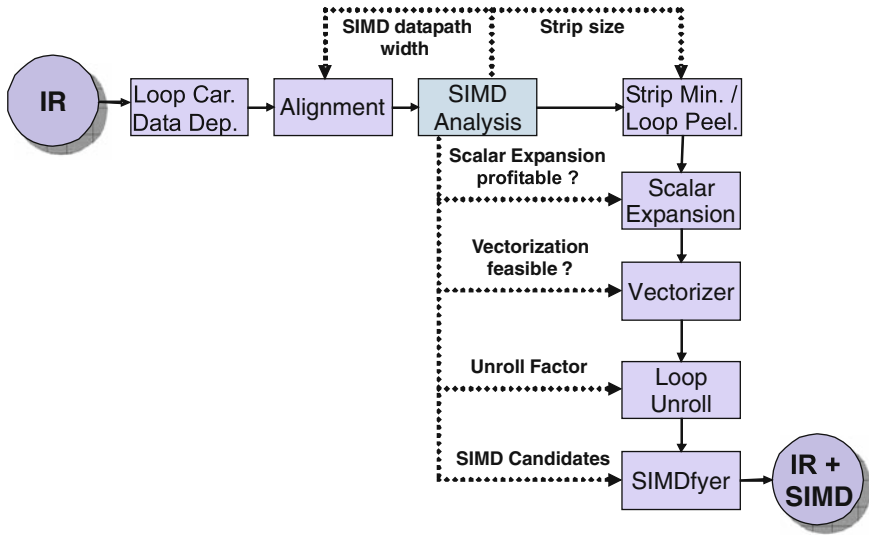 SIMD datapath
width
Strip size
IR
Loop Car.
Data Dep.
Alignment
SIMD
Analysis
Strip Min. /
Loop Peel.
Scalar Expansion
profitable ?
Scalar
Expansion
Vectorization
feasible ?
Vectorizer
Unroll Factor
Loop
Unroll
SIMD Candidates
SIMDfyer
IR +
SIMD